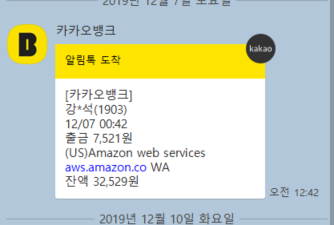 2019년 12월 7일 토요일
카카오뱅크
kakao
알림톡 도착
[카카오뱅크]
강*석(1903)
12/07 00:42
출금 7,521원
(US)Amazon web services
aws.amazon.co WA
잔액 32,529원
오전 12:42
2019년 12월 10일 화요일